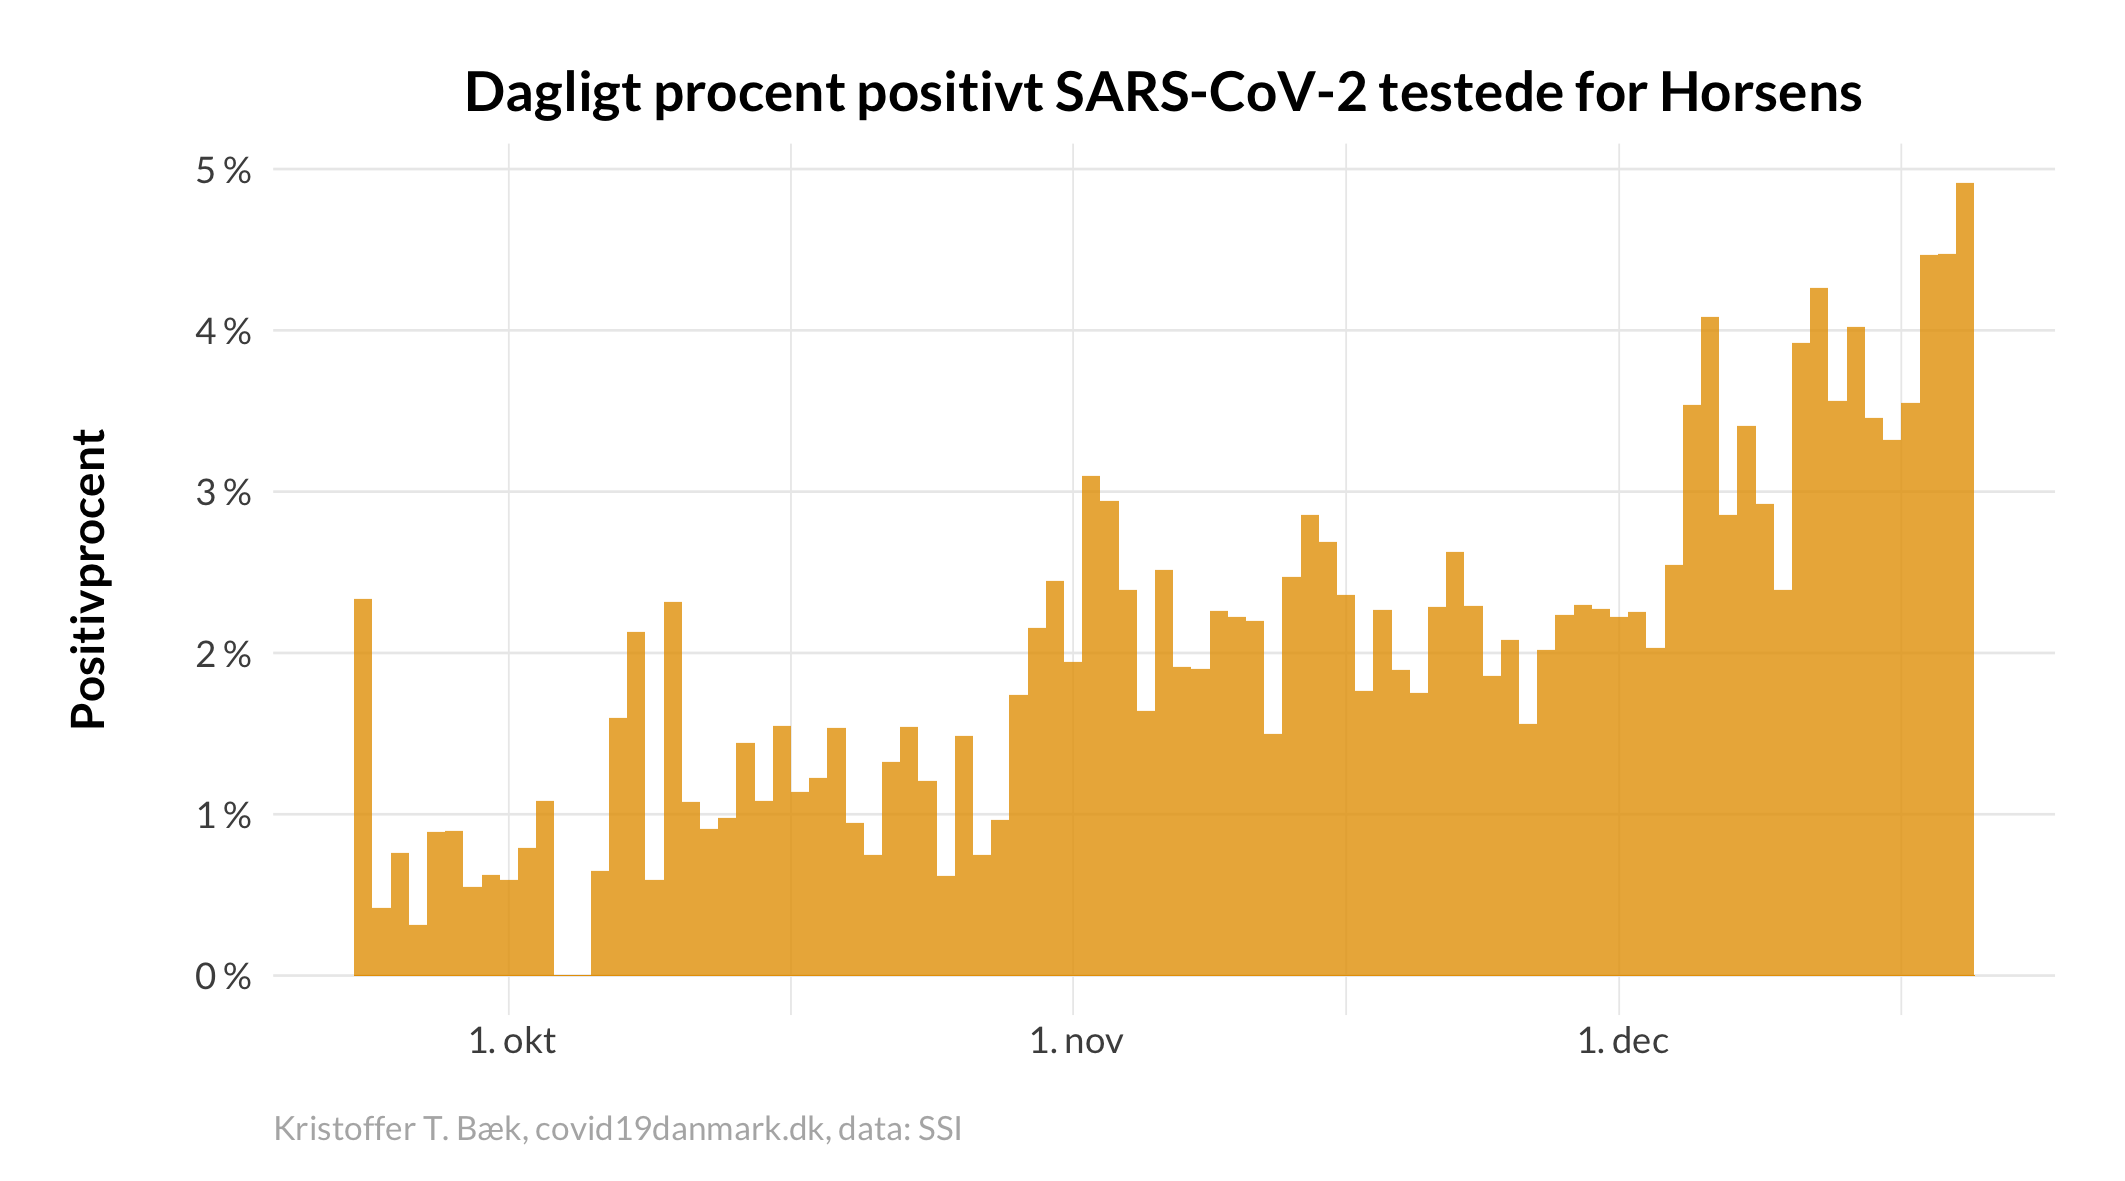 Dagligt procent positivt SARS-CoV-2 testede for Horsens
Positivprocent
5 %
4 %
3 %
2 %
1 %
0 %
1. okt
1. nov
1. dec
Kristoffer T. Bæk, covid19danmark.dk, data: SSI